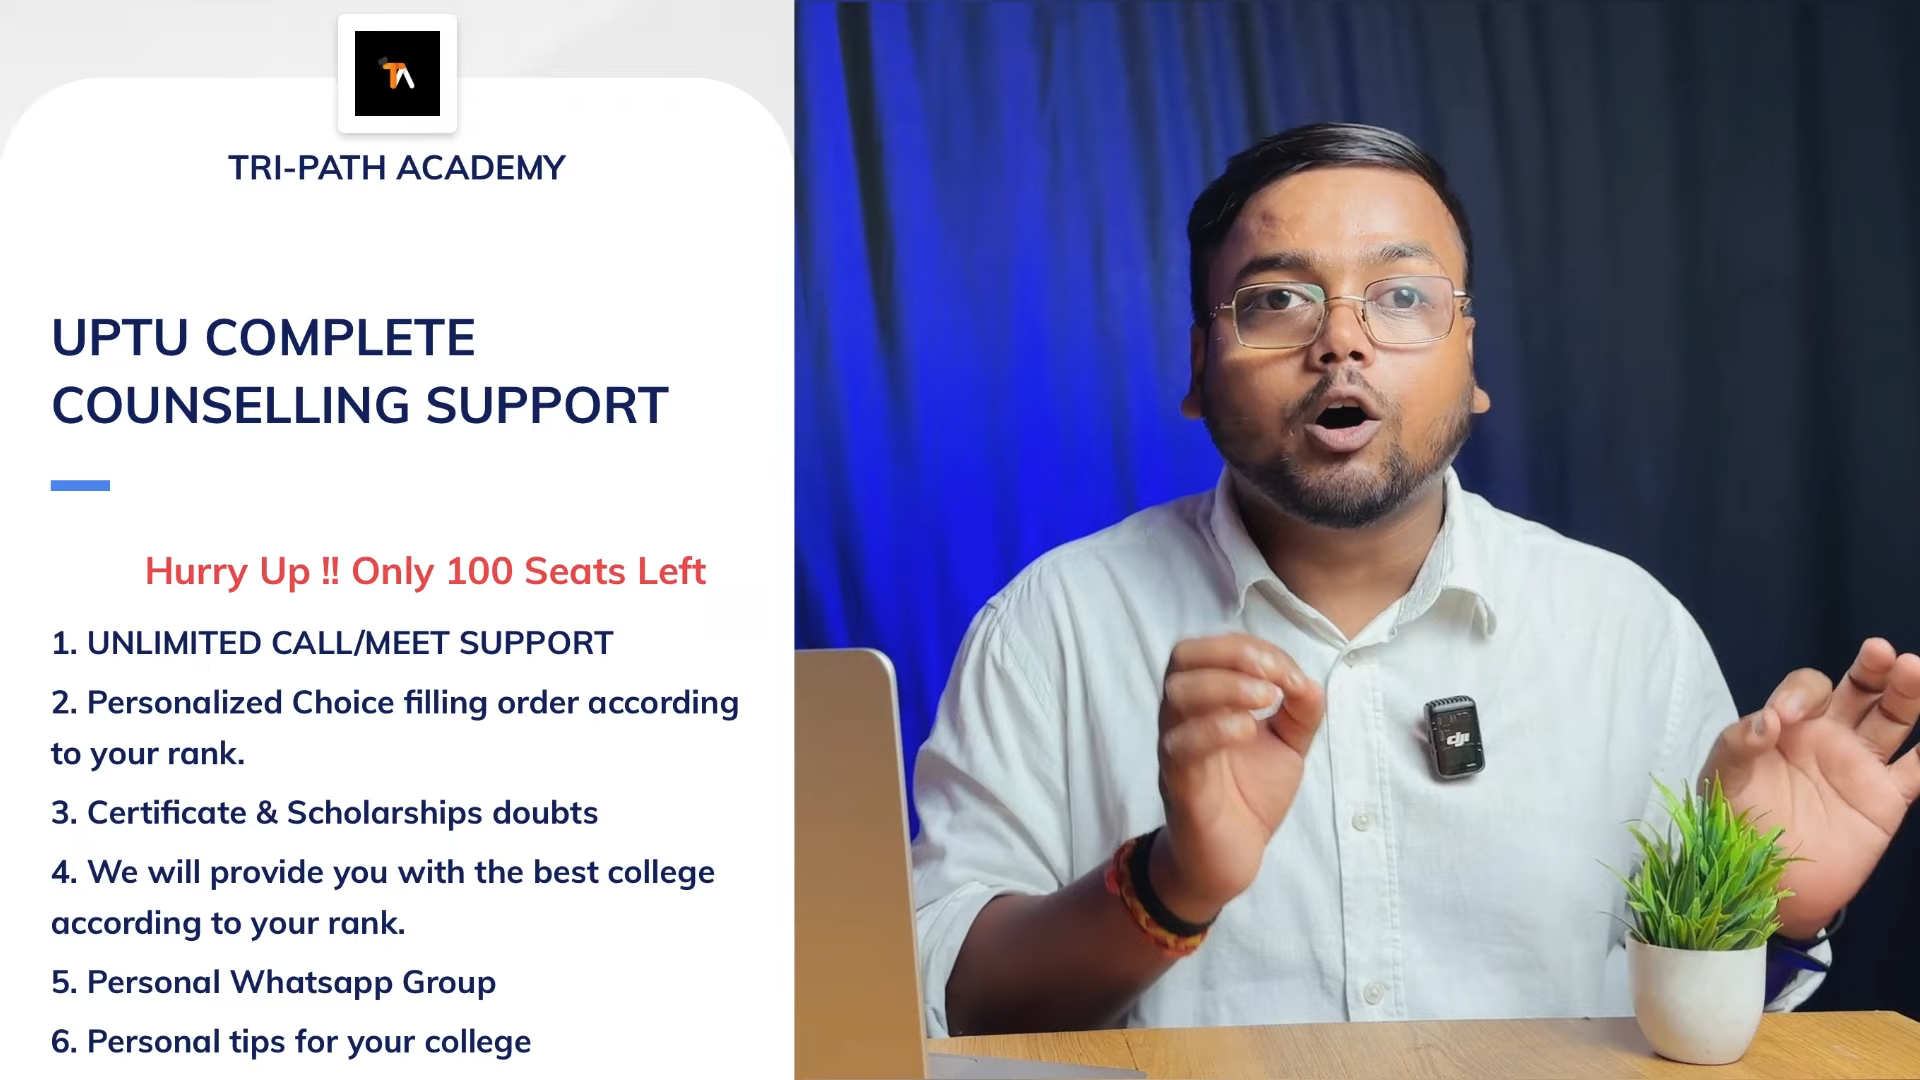 TA
TRI-PATH ACADEMY
UPTU COMPLETE
COUNSELLING SUPPORT
Hurry Up !! Only 100 Seats Left
1. UNLIMITED CALL/MEET SUPPORT
2. Personalized Choice filling order according
to your rank.
3. Certificate & Scholarships doubts
4. We will provide you with the best college
according to your rank.
5. Personal Whatsapp Group
6. Personal tips for your college
dji